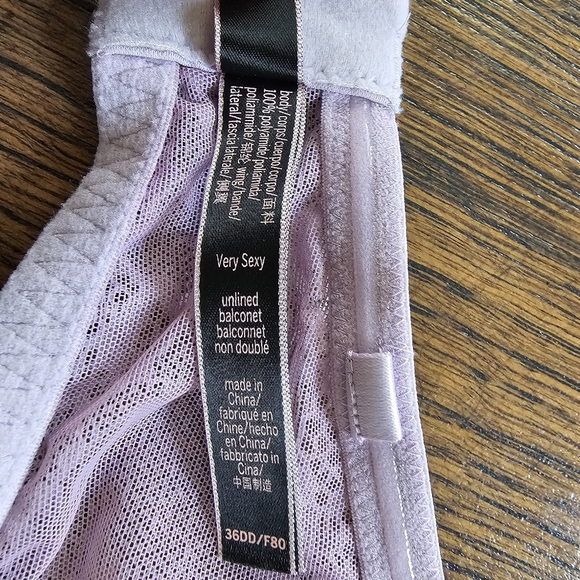 body/corps/cuerpo/corpo/面料
100% polyamide/poliamida/
poliammide/锦纶 wing/bande/
lateral/fascia laterale/侧翼
Very Sexy
unlined
balconet
balconnet
non doublé
made in
China/
fabriqué en
Chine/hecho
en China/
fabbricato in
Cina/
中国制造
36DD/F80